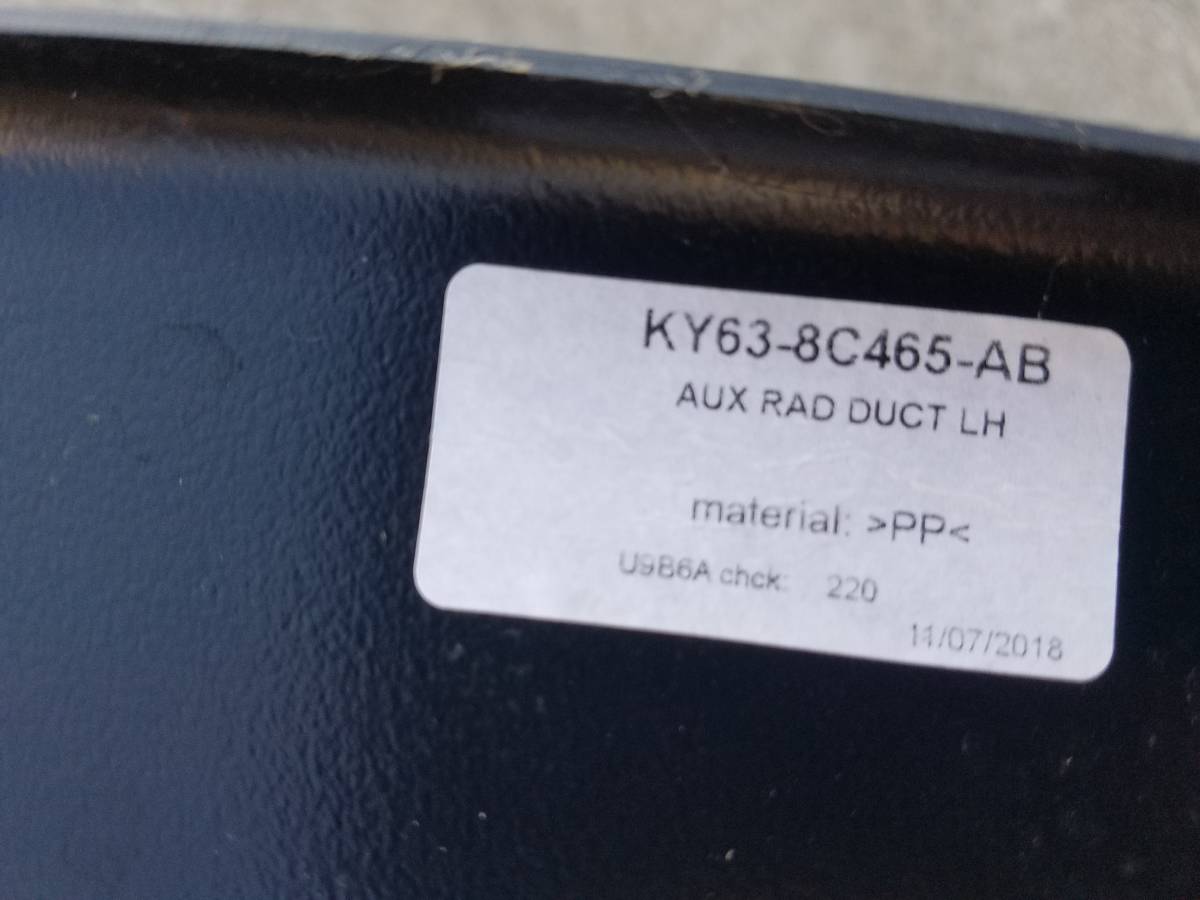 KY63-8C465-AB
AUX RAD DUCT LH
material: >PP<
U9B6A chck: 220
11/07/2018